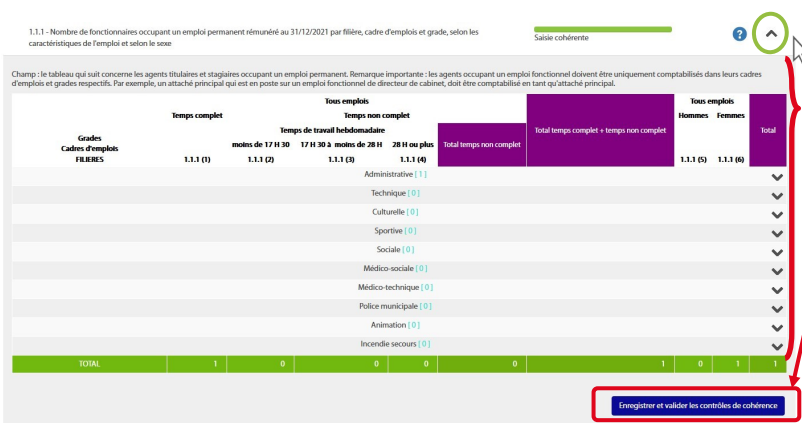 1.1.1 - Nombre de fonctionnaires occupant un emploi permanent rémunéré au 31/12/2021 par filière, cadre d'emplois et grade, selon les
caractéristiques de l'emploi et selon le sexe
Saisie cohérente
?
Champ : le tableau qui suit concerne les agents titulaires et stagiaires occupant un emploi permanent. Remarque importante : les agents occupant un emploi fonctionnel doivent être uniquement comptabilisés dans leurs cadres
d'emplois et grades respectifs. Par exemple, un attaché principal qui est en poste sur un emploi fonctionnel de directeur de cabinet, doit être comptabilisé en tant qu'attaché principal.
Tous emplois Tous emplois
Temps complet Temps non complet Hommes Femmes
Temps de travail hebdomadaire Total temps complet + temps non complet Total
Grades
Cadres d'emplois moins de 17 H 30 17 H 30 à moins de 28 H 28 H ou plus Total temps non complet
FILIERES 1.1.1 (1) 1.1.1 (2) 1.1.1 (3) 1.1.1 (4) 1.1.1 (5) 1.1.1 (6)
Administrative [ 1 ]
Technique [ 0 ]
Culturelle [ 0 ]
Sportive [ 0 ]
Sociale [ 0 ]
Médico-sociale [ 0 ]
Médico-technique [ 0 ]
Police municipale [ 0 ]
Animation [ 0 ]
Incendie secours [ 0 ]
TOTAL 1 0 0 0 0 1 0 1 1
Enregistrer et valider les contrôles de cohérence